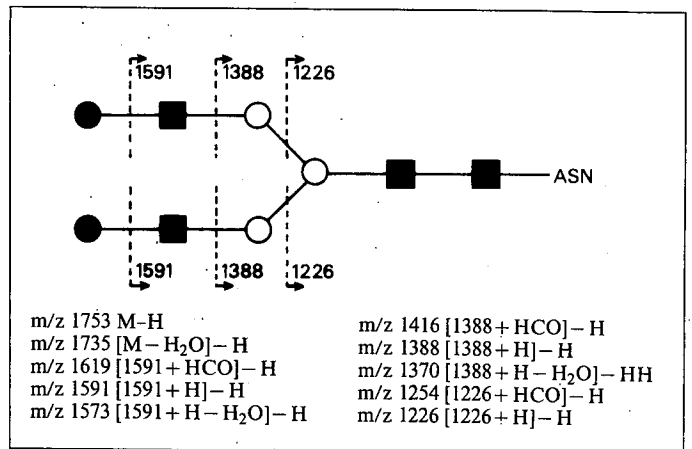 1591 1388 1226
ASN
1591 1388 1226
m/z 1753 M-H
m/z 1735 [M-H₂O]-H
m/z 1619 [1591+HCO]-H
m/z 1591 [1591+H]-H
m/z 1573 [1591+H-H₂O]-H
m/z 1416 [1388+HCO]-H
m/z 1388 [1388+H]-H
m/z 1370 [1388+H-H₂O]-HH
m/z 1254 [1226+HCO]-H
m/z 1226 [1226+H]-H